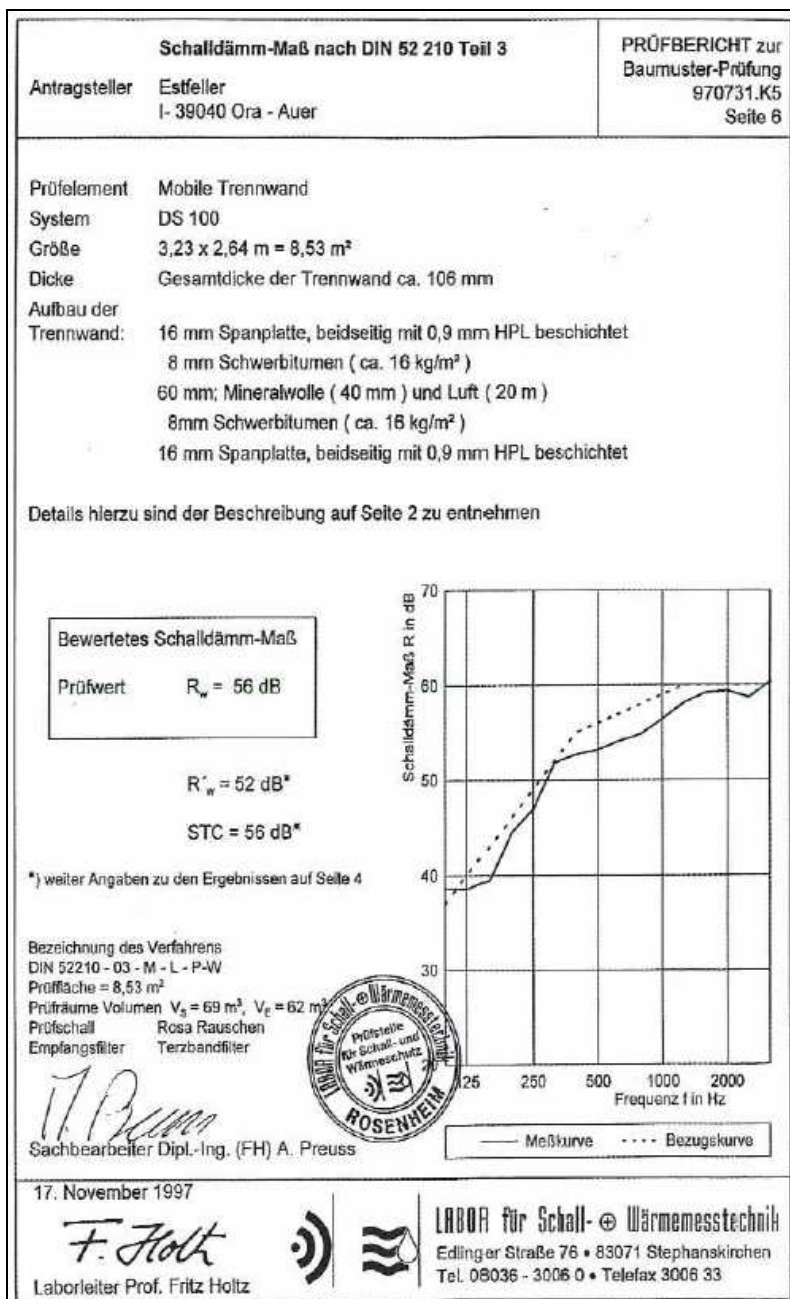 Schalldämm-Maß nach DIN 52 210 Teil 3
Antragsteller Estfeller
I- 39040 Ora - Auer
PRÜFBERICHT zur
Baumuster-Prüfung
970731.K5
Seite 6
Prüfelement Mobile Trennwand
System DS 100
Größe 3,23 x 2,64 m = 8,53 m²
Dicke Gesamtdicke der Trennwand ca. 106 mm
Aufbau der
Trennwand: 16 mm Spanplatte, beidseitig mit 0,9 mm HPL beschichtet
8 mm Schwerbitumen ( ca. 16 kg/m² )
60 mm; Mineralwolle ( 40 mm ) und Luft ( 20 m )
8mm Schwerbitumen ( ca. 16 kg/m² )
16 mm Spanplatte, beidseitig mit 0,9 mm HPL beschichtet
Details hierzu sind der Beschreibung auf Seite 2 zu entnehmen
Bewertetes Schalldämm-Maß
Prüfwert Rw = 56 dB
R´w = 52 dB*
STC = 56 dB*
*) weiter Angaben zu den Ergebnissen auf Seite 4
Bezeichnung des Verfahrens
DIN 52210 - 03 - M - L - P-W
Prüffläche = 8,53 m²
Prüfräume Volumen VS = 69 m³, VE = 62 m³
Prüfschall Rosa Rauschen
Empfangsfilter Terzbandfilter
Sachbearbeiter Dipl.-Ing. (FH) A. Preuss
LABOR für Schall- ⊕ Wärmemesstechnik
Prüfstelle
für Schall- und
Wärmeschutz
ROSENHEIM
Schalldämm-Maß R in dB
70
60
50
40
30
125 250 500 1000 2000
Frequenz f in Hz
Meßkurve Bezugskurve
17. November 1997
F. Holtz
Laborleiter Prof. Fritz Holtz
LABOR für Schall- ⊕ Wärmemesstechnik
Edlinger Straße 76 • 83071 Stephanskirchen
Tel. 08036 - 3006 0 • Telefax 3006 33